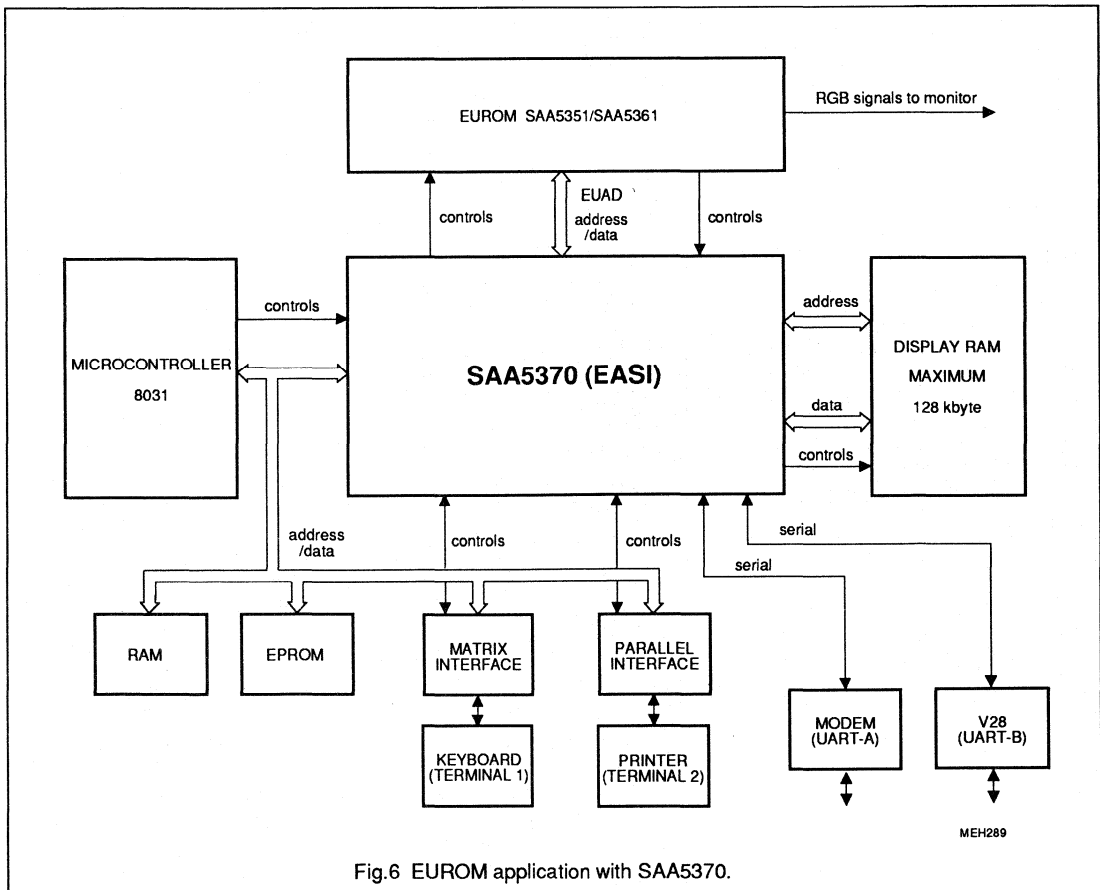 EUROM SAA5351/SAA5361
RGB signals to monitor
controls
EUAD
address
/data
controls
MICROCONTROLLER
8031
controls
SAA5370 (EASI)
address
data
controls
DISPLAY RAM
MAXIMUM
128 kbyte
address
/data
controls
controls
serial
serial
RAM
EPROM
MATRIX
INTERFACE
PARALLEL
INTERFACE
KEYBOARD
(TERMINAL 1)
PRINTER
(TERMINAL 2)
MODEM
(UART-A)
V28
(UART-B)
MEH289
Fig.6 EUROM application with SAA5370.